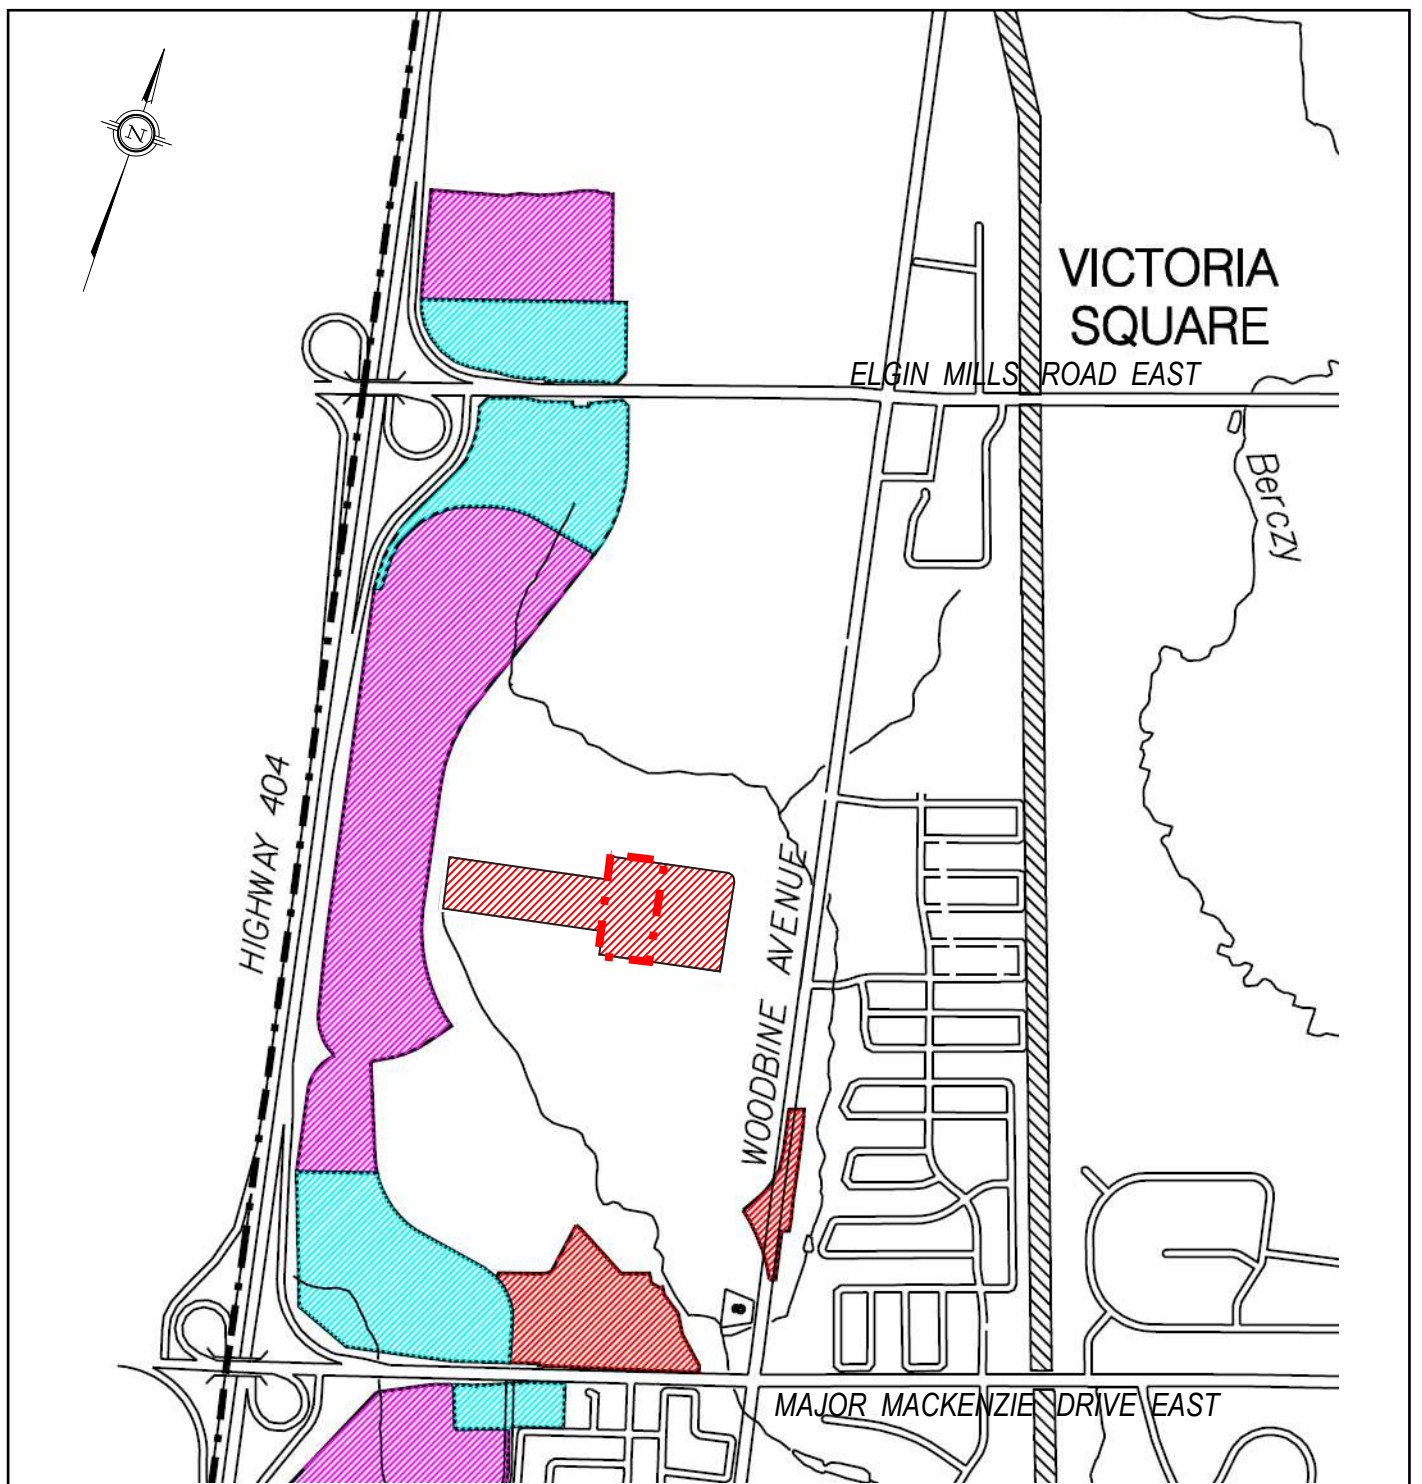 N
VICTORIA
SQUARE
ELGIN MILLS ROAD EAST
Berczy
HIGHWAY 404
WOODBINE AVENUE
8
MAJOR MACKENZIE DRIVE EAST